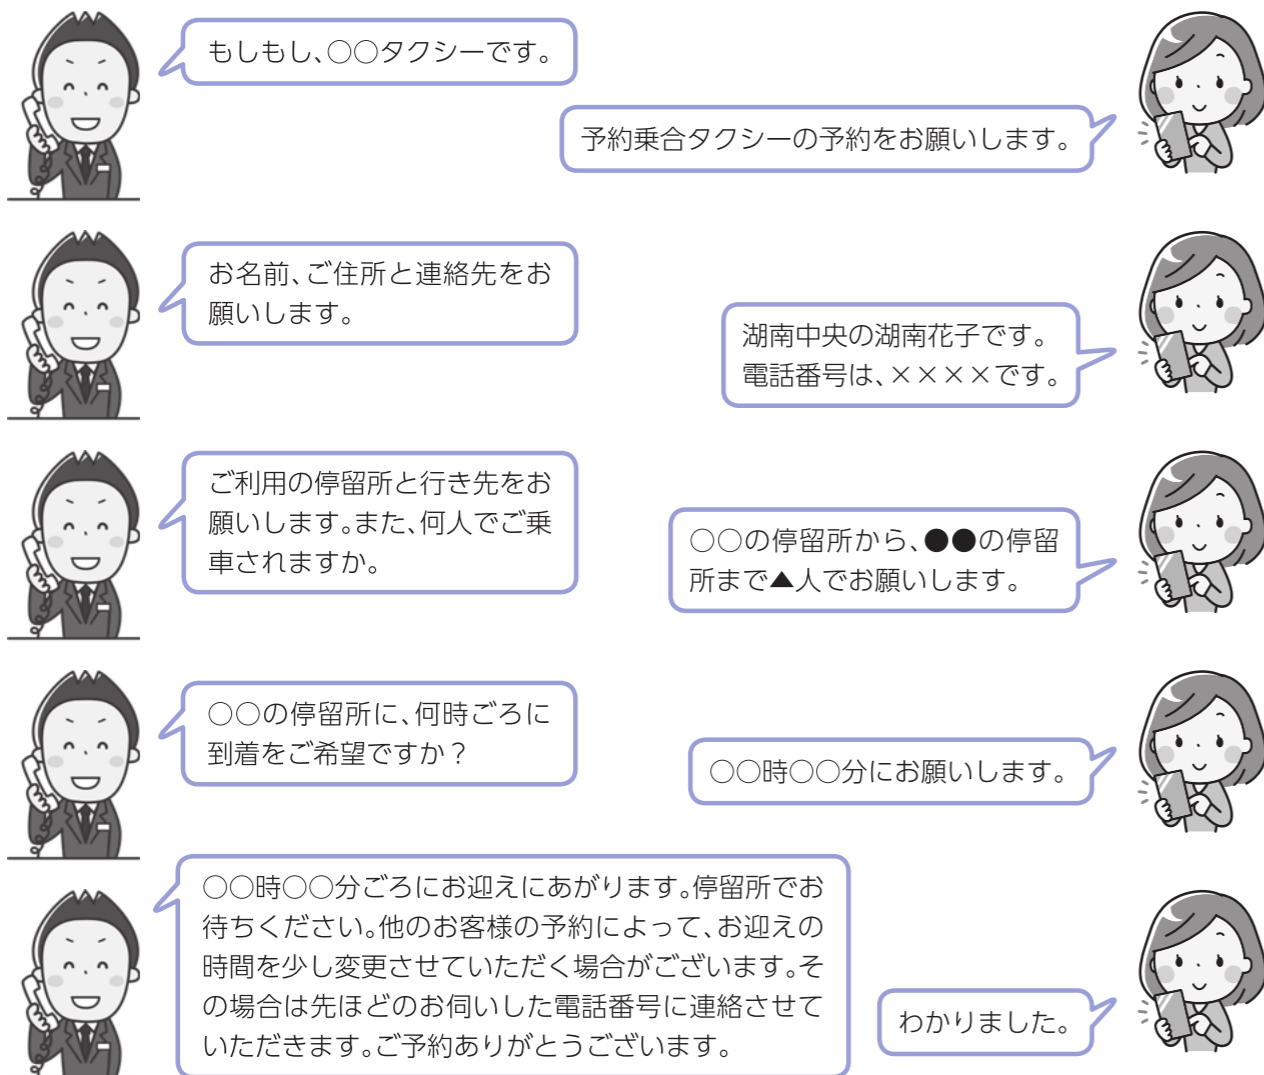 もしもし、○○タクシーです。
予約乗合タクシーの予約をお願いします。
お名前、ご住所と連絡先をお
願いします。
湖南中央の湖南花子です。
電話番号は、××××です。
ご利用の停留所と行き先をお
願いします。また、何人でご乗
車されますか。
○○の停留所から、●●の停留
所まで▲人でお願いします。
○○の停留所に、何時ごろに
到着をご希望ですか？
○○時○○分にお願いします。
○○時○○分ごろにお迎えにあがります。停留所でお
待ちください。他のお客様の予約によって、お迎えの
時間を少し変更させていただく場合がございます。そ
の場合は先ほどのお伺いした電話番号に連絡させて
いただきます。ご予約ありがとうございます。
わかりました。